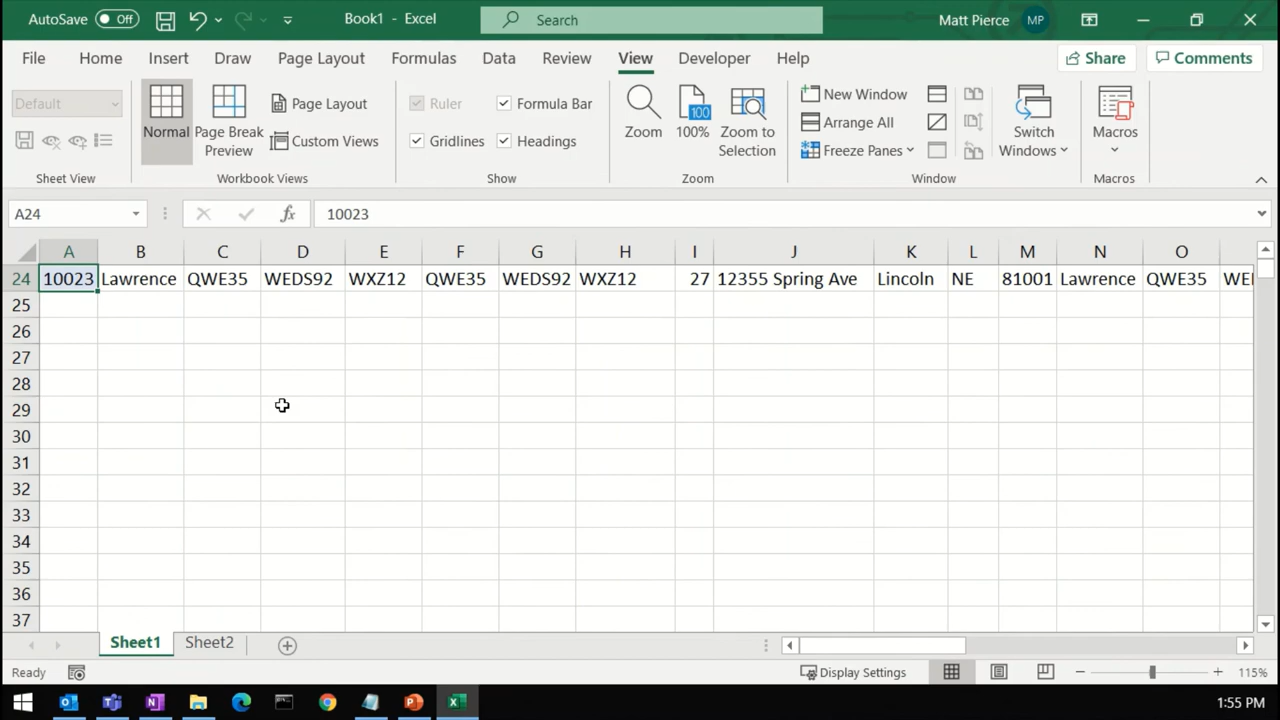 AutoSave Off Book1 - Excel Search Matt Pierce MP
File Home Insert Draw Page Layout Formulas Data Review View Developer Help Share Comments
Default
Normal
Page Break Preview
Page Layout
Custom Views
Ruler
Formula Bar
Gridlines
Headings
Zoom
100
100%
Zoom to Selection
New Window
Arrange All
Freeze Panes
Switch Windows
Macros
Sheet View Workbook Views Show Zoom Window Macros
A24 fx 10023
A B C D E F G H I J K L M N O
24 10023 Lawrence QWE35 WEDS92 WXZ12 QWE35 WEDS92 WXZ12 27 12355 Spring Ave Lincoln NE 81001 Lawrence QWE35 WED
25
26
27
28
29
30
31
32
33
34
35
36
37
Sheet1 Sheet2
Ready Display Settings 115%
1:55 PM